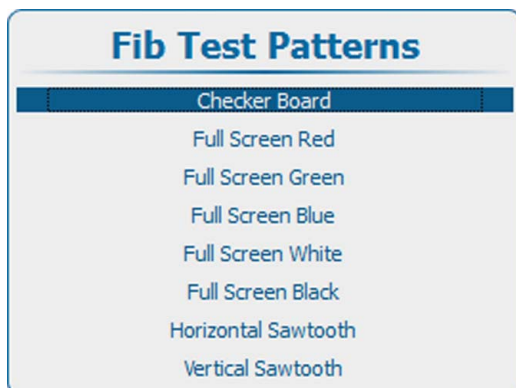 Fib Test Patterns
Checker Board
Full Screen Red
Full Screen Green
Full Screen Blue
Full Screen White
Full Screen Black
Horizontal Sawtooth
Vertical Sawtooth